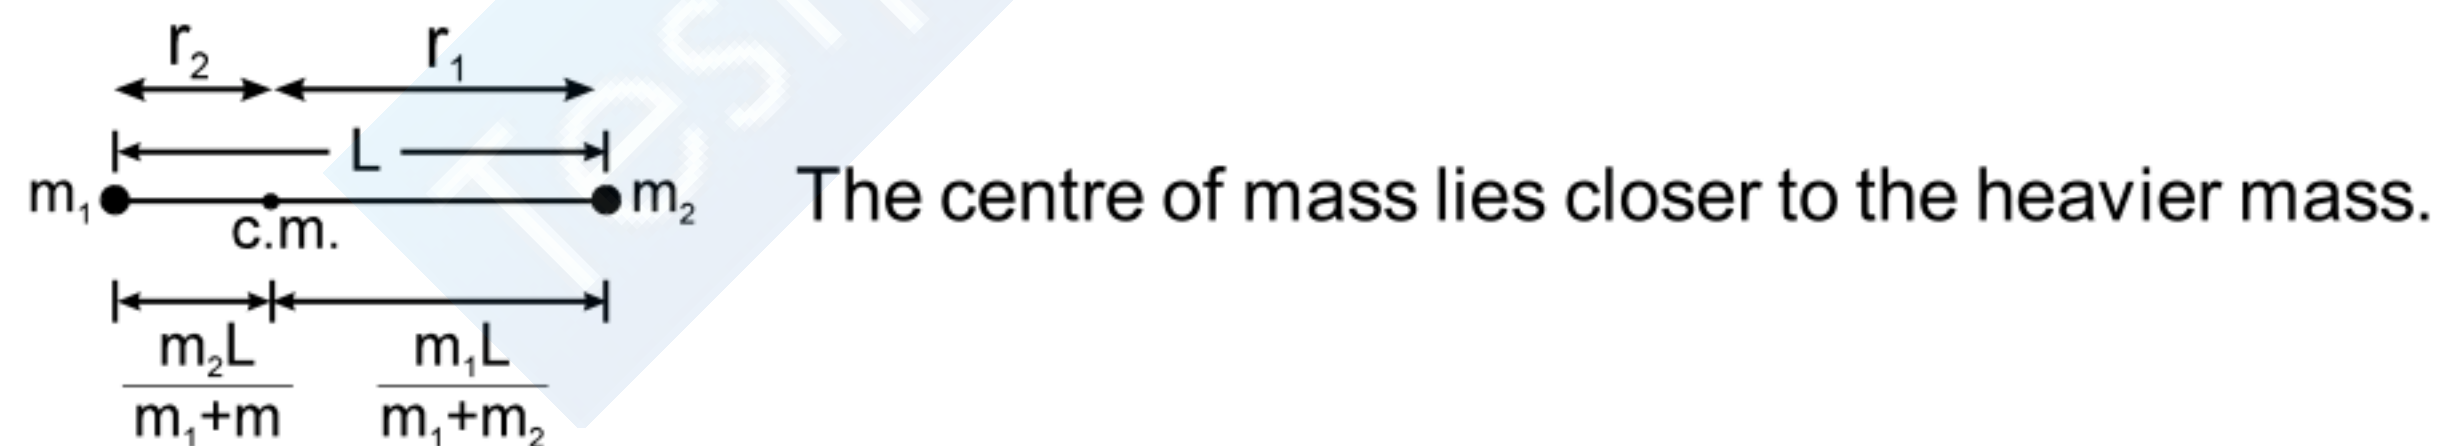 r₂ r₁
L
m₁ m₂ The centre of mass lies closer to the heavier mass.
c.m.
m₂L m₁L
m₁+m m₁+m₂